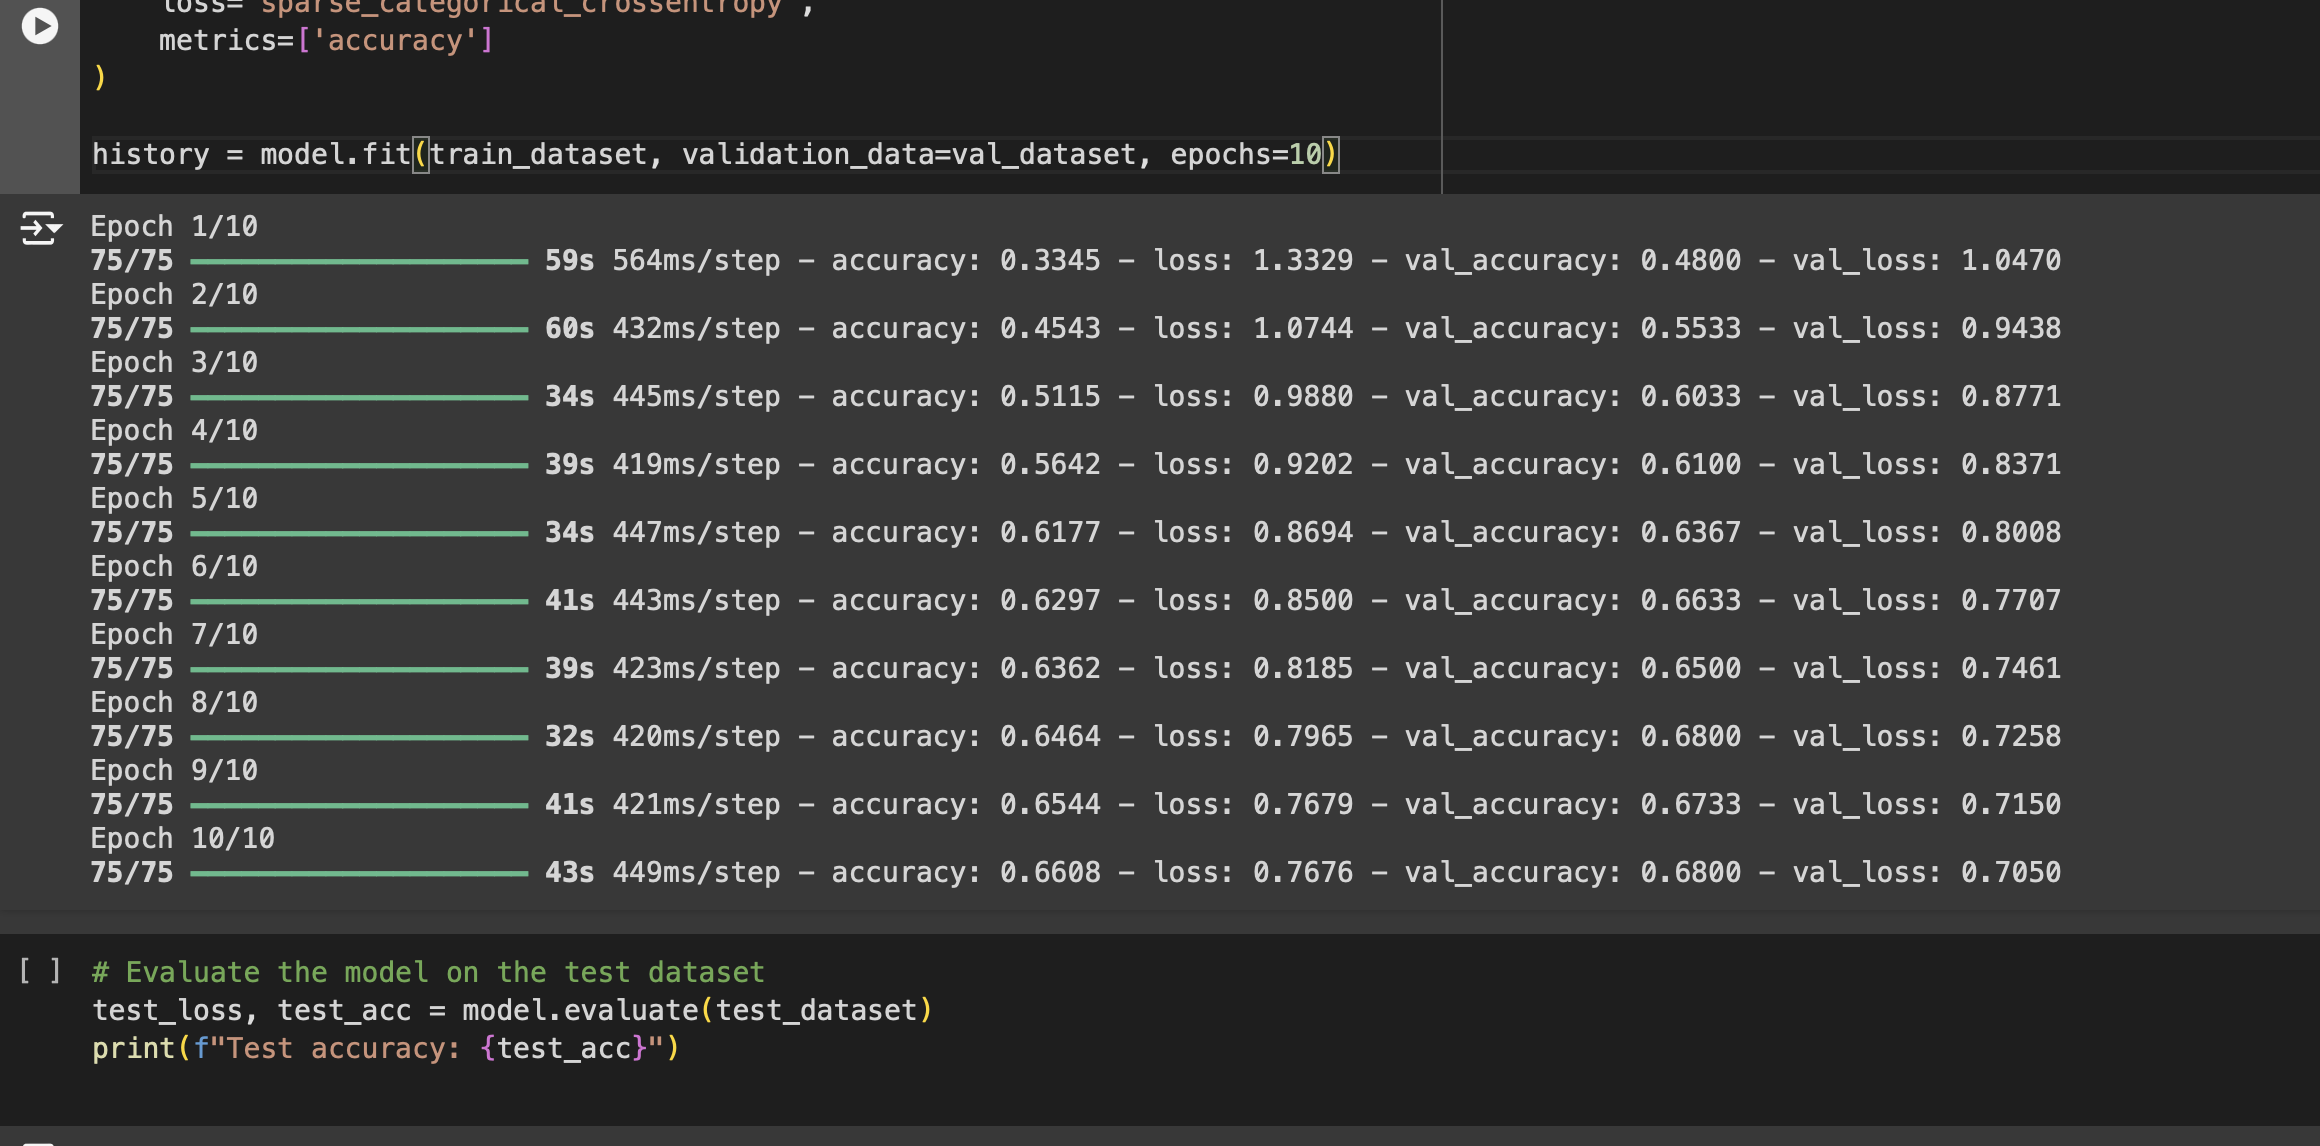 loss='sparse_categorical_crossentropy',
metrics=['accuracy']
)
history = model.fit(train_dataset, validation_data=val_dataset, epochs=10)
Epoch 1/10
75/75 ━━━━━━━━━━━━━━━━━━━━ 59s 564ms/step - accuracy: 0.3345 - loss: 1.3329 - val_accuracy: 0.4800 - val_loss: 1.0470
Epoch 2/10
75/75 ━━━━━━━━━━━━━━━━━━━━ 60s 432ms/step - accuracy: 0.4543 - loss: 1.0744 - val_accuracy: 0.5533 - val_loss: 0.9438
Epoch 3/10
75/75 ━━━━━━━━━━━━━━━━━━━━ 34s 445ms/step - accuracy: 0.5115 - loss: 0.9880 - val_accuracy: 0.6033 - val_loss: 0.8771
Epoch 4/10
75/75 ━━━━━━━━━━━━━━━━━━━━ 39s 419ms/step - accuracy: 0.5642 - loss: 0.9202 - val_accuracy: 0.6100 - val_loss: 0.8371
Epoch 5/10
75/75 ━━━━━━━━━━━━━━━━━━━━ 34s 447ms/step - accuracy: 0.6177 - loss: 0.8694 - val_accuracy: 0.6367 - val_loss: 0.8008
Epoch 6/10
75/75 ━━━━━━━━━━━━━━━━━━━━ 41s 443ms/step - accuracy: 0.6297 - loss: 0.8500 - val_accuracy: 0.6633 - val_loss: 0.7707
Epoch 7/10
75/75 ━━━━━━━━━━━━━━━━━━━━ 39s 423ms/step - accuracy: 0.6362 - loss: 0.8185 - val_accuracy: 0.6500 - val_loss: 0.7461
Epoch 8/10
75/75 ━━━━━━━━━━━━━━━━━━━━ 32s 420ms/step - accuracy: 0.6464 - loss: 0.7965 - val_accuracy: 0.6800 - val_loss: 0.7258
Epoch 9/10
75/75 ━━━━━━━━━━━━━━━━━━━━ 41s 421ms/step - accuracy: 0.6544 - loss: 0.7679 - val_accuracy: 0.6733 - val_loss: 0.7150
Epoch 10/10
75/75 ━━━━━━━━━━━━━━━━━━━━ 43s 449ms/step - accuracy: 0.6608 - loss: 0.7676 - val_accuracy: 0.6800 - val_loss: 0.7050
[ ] # Evaluate the model on the test dataset
test_loss, test_acc = model.evaluate(test_dataset)
print(f"Test accuracy: {test_acc}")